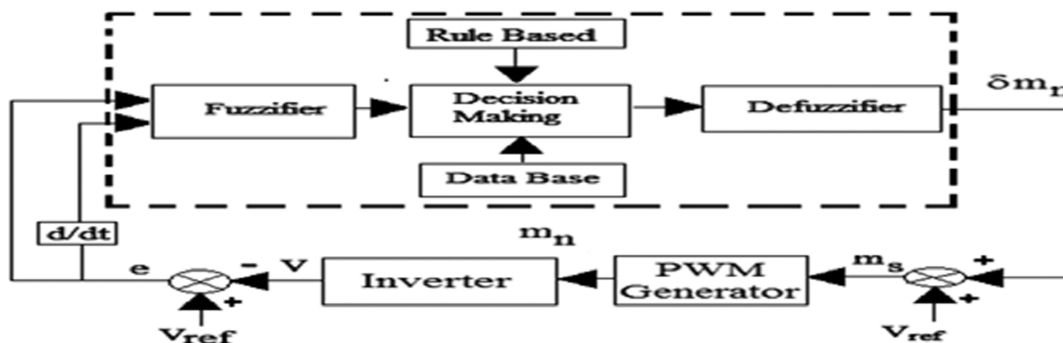 Rule Based
Fuzzifier
Decision
Making
Defuzzifier
δmn
Data Base
d/dt
mn
e
-
V
Inverter
PWM
Generator
ms
+
+
+
Vref
Vref